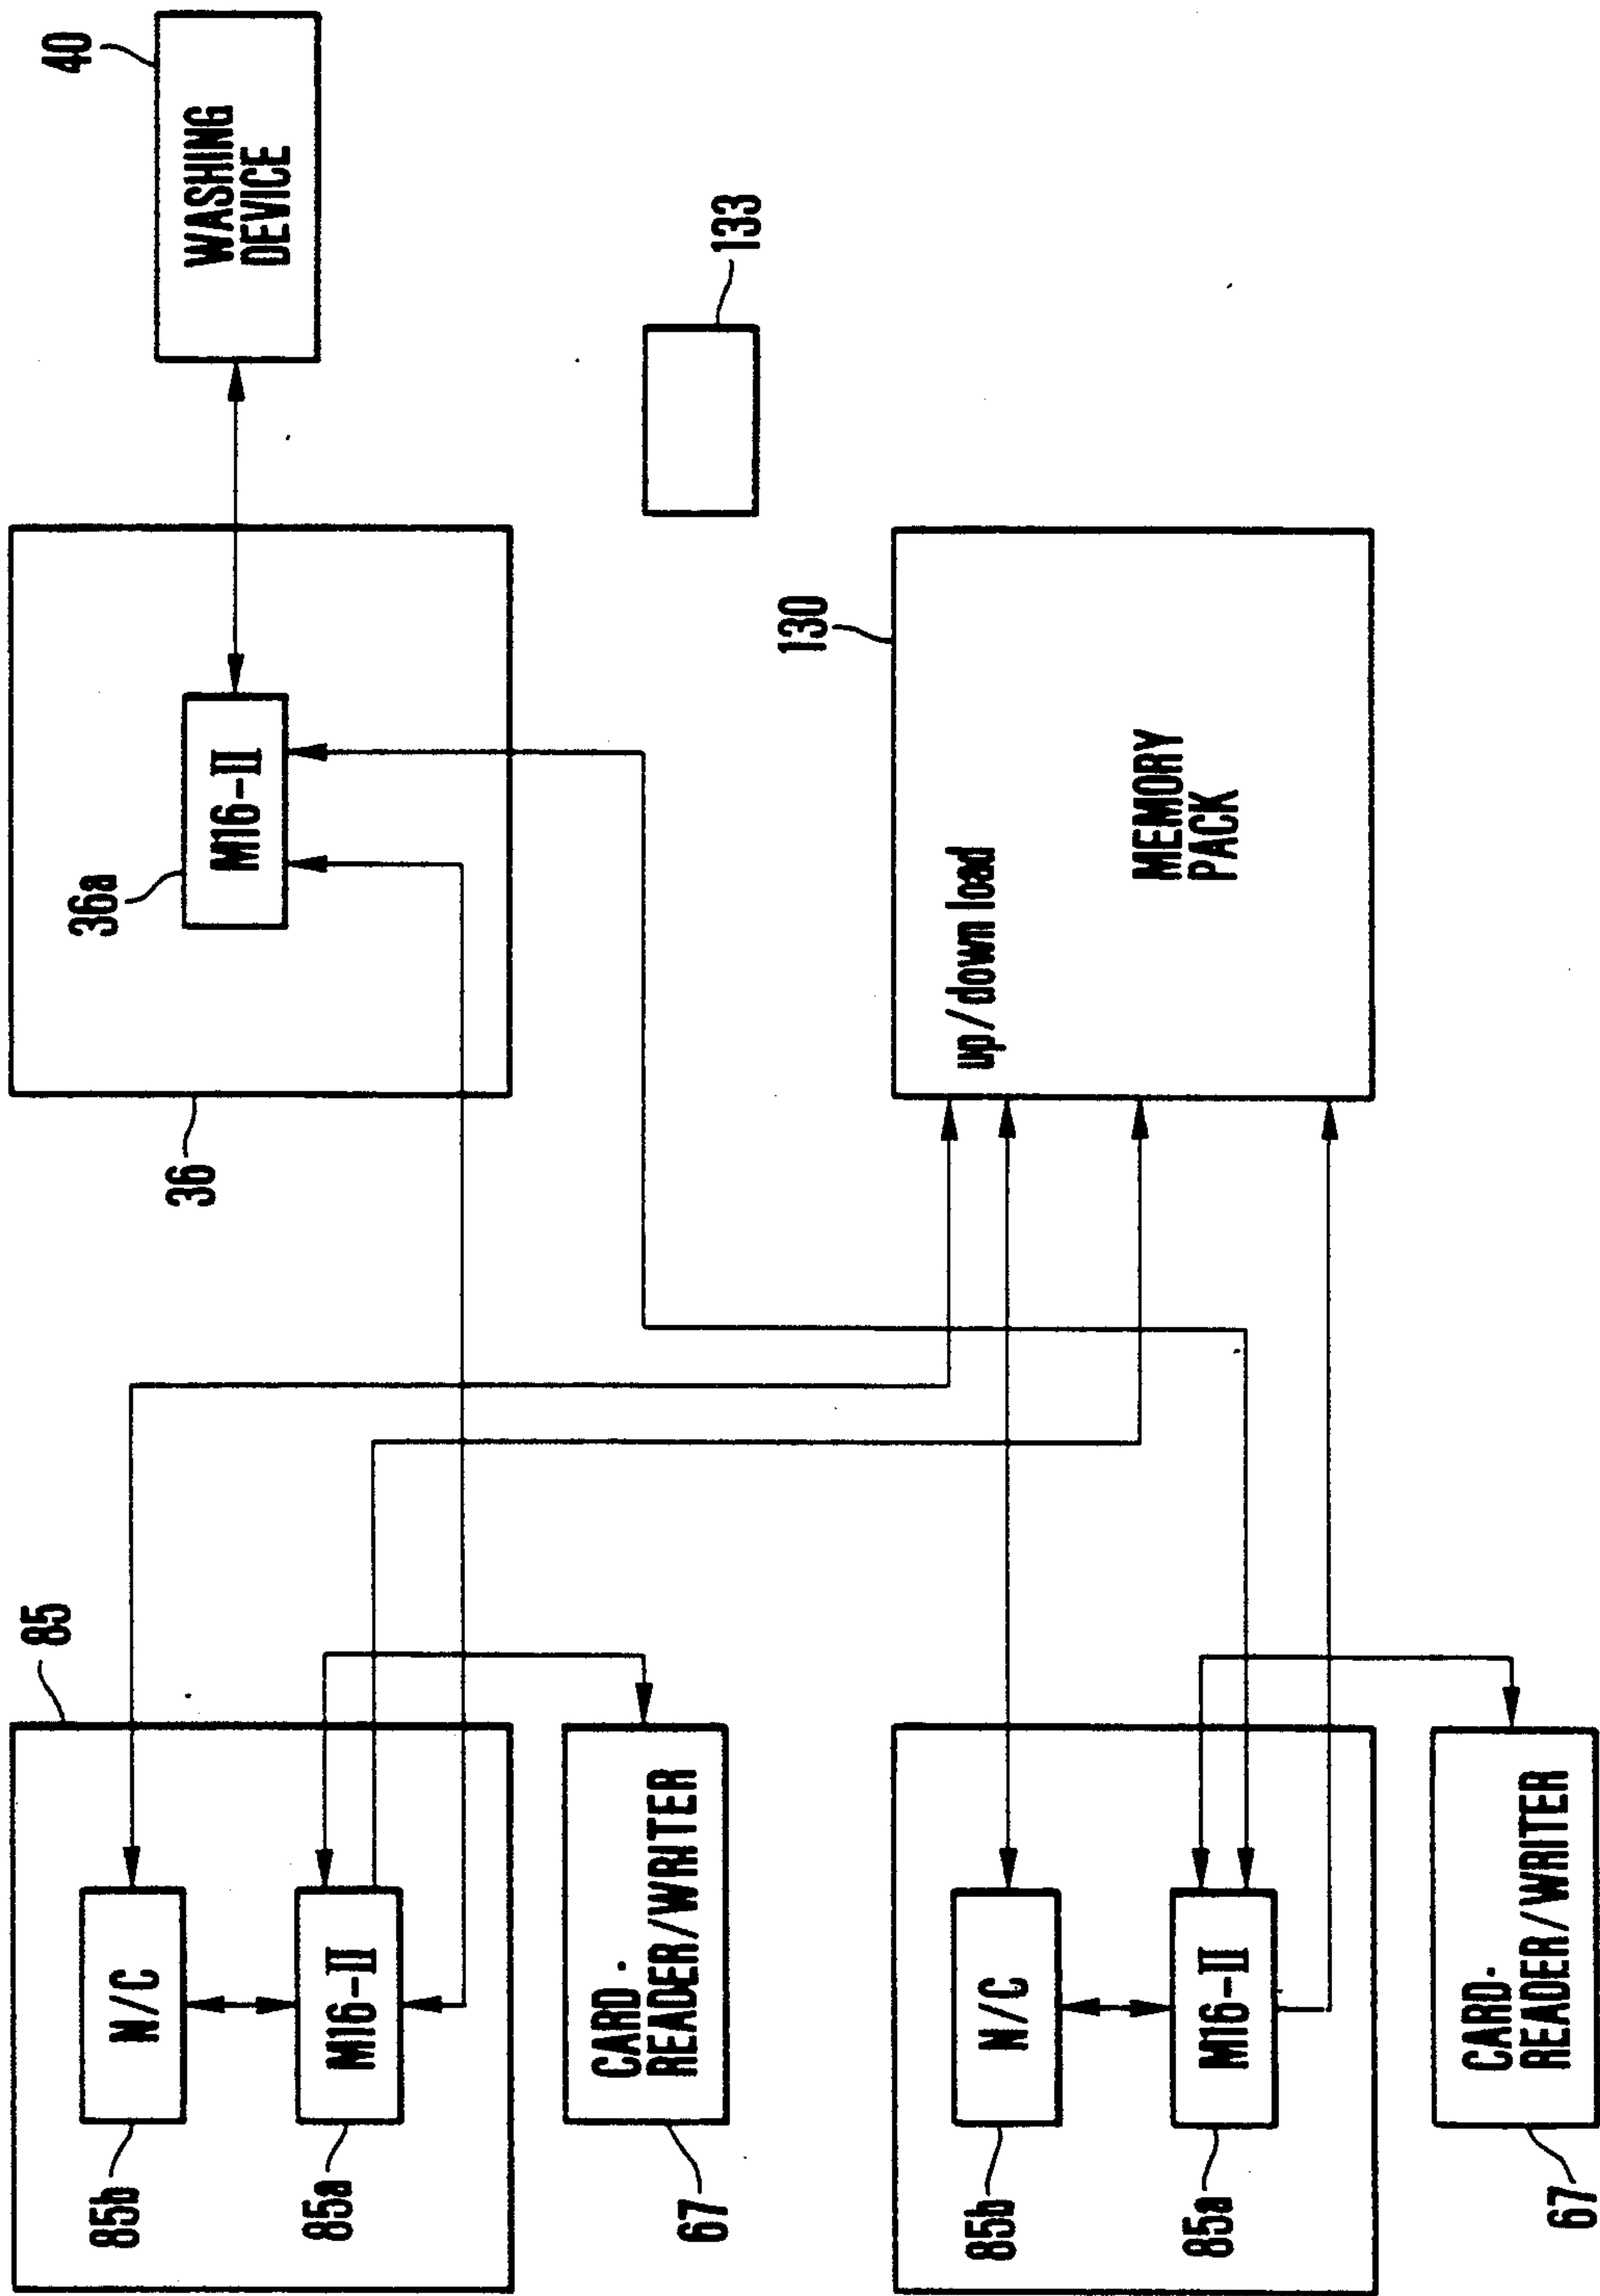 85
85b
N/C
85a
M16-II
67
CARD ·
READER/WRITER
36
36a
M16-II
40
WASHING
DEVICE
133
85b
N/C
85a
M16-II
67
CARD ·
READER/WRITER
130
up/down load
MEMORY
PACK